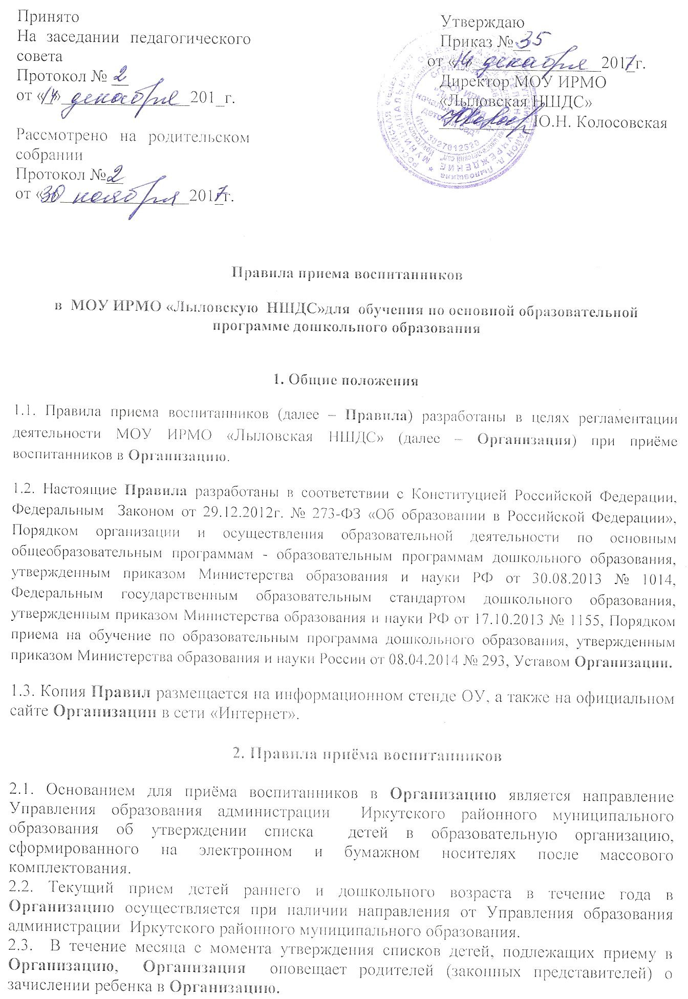 Принято
На заседании педагогического
совета
Протокол № 2
от «14» декабря 201_г.
Рассмотрено на родительском
собрании
Протокол № 2
от «30» ноября 2017г.
Утверждаю
Приказ № 35
от «14» декабря 2017г.
Директор МОУ ИРМО
«Лыловская НШДС»
Ю.Н. Колосовская
Правила приема воспитанников
в МОУ ИРМО «Лыловскую НШДС»для обучения по основной образовательной
программе дошкольного образования
1. Общие положения
1.1. Правила приема воспитанников (далее – Правила) разработаны в целях регламентации
деятельности МОУ ИРМО «Лыловская НШДС» (далее – Организация) при приёме
воспитанников в Организацию.
1.2. Настоящие Правила разработаны в соответствии с Конституцией Российской Федерации,
Федеральным Законом от 29.12.2012г. № 273-ФЗ «Об образовании в Российской Федерации»,
Порядком организации и осуществления образовательной деятельности по основным
общеобразовательным программам - образовательным программам дошкольного образования,
утвержденным приказом Министерства образования и науки РФ от 30.08.2013 № 1014,
Федеральным государственным образовательным стандартом дошкольного образования,
утвержденным приказом Министерства образования и науки РФ от 17.10.2013 № 1155, Порядком
приема на обучение по образовательным программа дошкольного образования, утвержденным
приказом Министерства образования и науки России от 08.04.2014 № 293, Уставом Организации.
1.3. Копия Правил размещается на информационном стенде ОУ, а также на официальном
сайте Организации в сети «Интернет».
2. Правила приёма воспитанников
2.1. Основанием для приёма воспитанников в Организацию является направление
Управления образования администрации Иркутского районного муниципального
образования об утверждении списка детей в образовательную организацию,
сформированного на электронном и бумажном носителях после массового
комплектования.
2.2. Текущий прием детей раннего и дошкольного возраста в течение года в
Организацию осуществляется при наличии направления от Управления образования
администрации Иркутского районного муниципального образования.
2.3. В течение месяца с момента утверждения списков детей, подлежащих приему в
Организацию, Организация оповещает родителей (законных представителей) о
зачислении ребенка в Организацию.